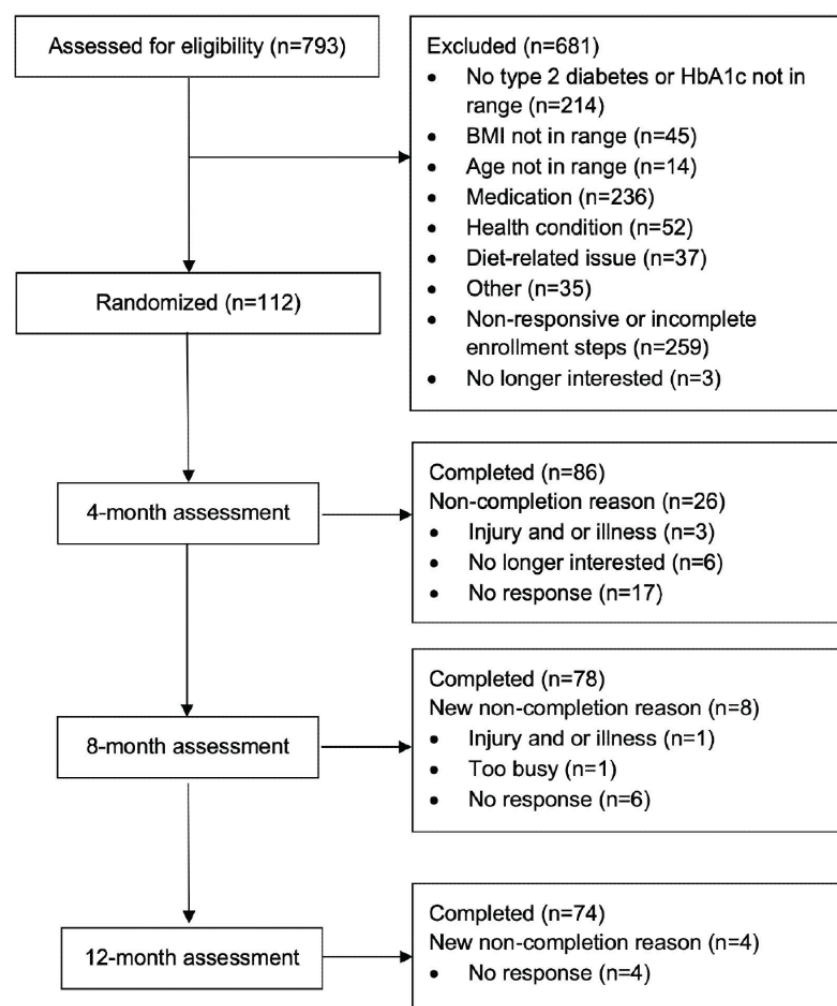 Assessed for eligibility (n=793)
Excluded (n=681)
• No type 2 diabetes or HbA1c not in
range (n=214)
• BMI not in range (n=45)
• Age not in range (n=14)
• Medication (n=236)
• Health condition (n=52)
• Diet-related issue (n=37)
• Other (n=35)
• Non-responsive or incomplete
enrollment steps (n=259)
• No longer interested (n=3)
Randomized (n=112)
4-month assessment
Completed (n=86)
Non-completion reason (n=26)
• Injury and or illness (n=3)
• No longer interested (n=6)
• No response (n=17)
8-month assessment
Completed (n=78)
New non-completion reason (n=8)
• Injury and or illness (n=1)
• Too busy (n=1)
• No response (n=6)
12-month assessment
Completed (n=74)
New non-completion reason (n=4)
• No response (n=4)